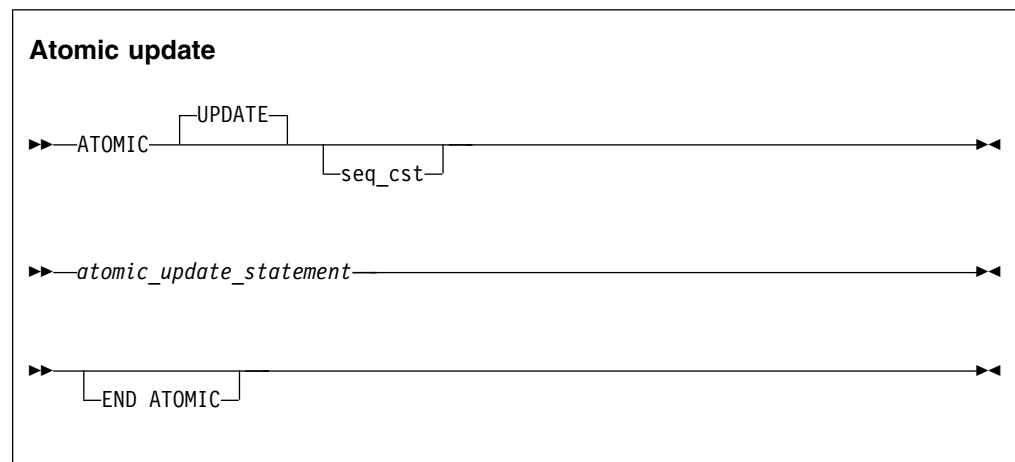 Atomic update
UPDATE
ATOMIC
seq_cst
atomic_update_statement
END ATOMIC